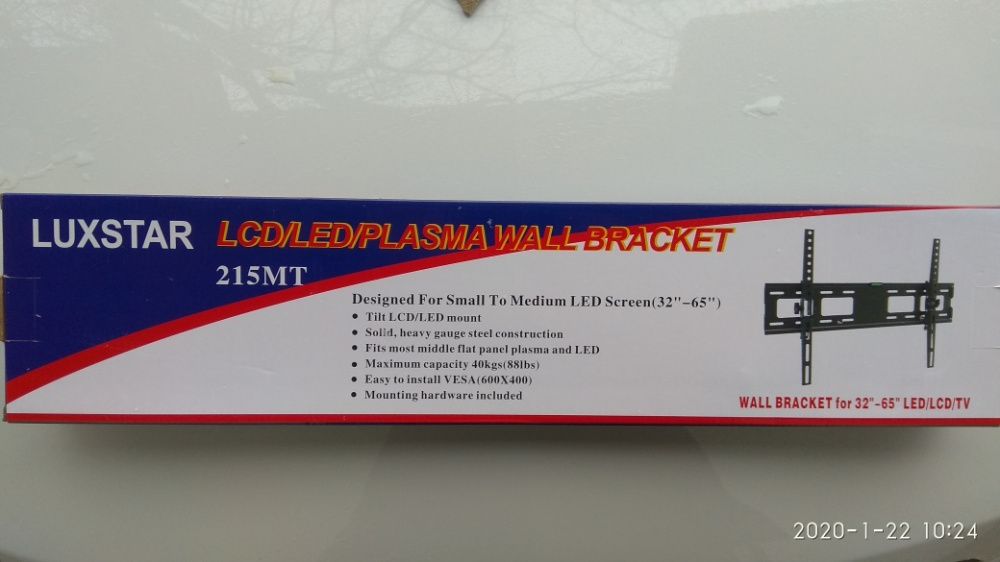 LUXSTAR LCD/LED/PLASMA WALL BRACKET
215MT
Designed For Small To Medium LED Screen(32"-65")
• Tilt LCD/LED mount
• Solid, heavy gauge steel construction
• Fits most middle flat panel plasma and LED
• Maximum capacity 40kgs(88lbs)
• Easy to install VESA(600X400)
• Mounting hardware included
WALL BRACKET for 32"-65" LED/LCD/TV
2020-1-22 10:24